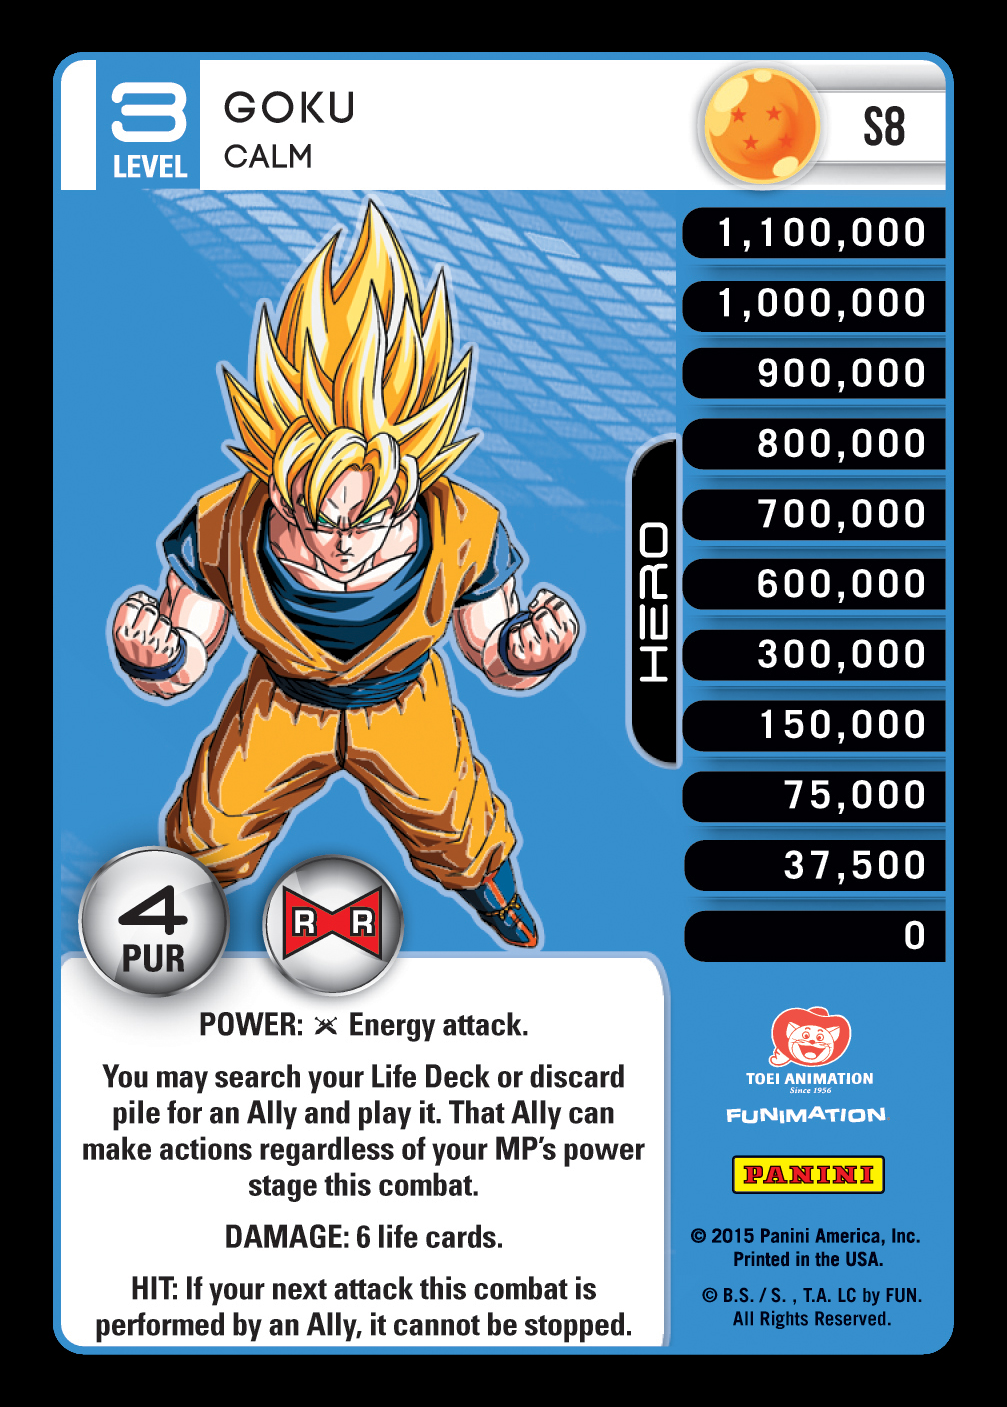 3
LEVEL
GOKU
CALM
S8
1,100,000
1,000,000
900,000
800,000
700,000
600,000
300,000
150,000
75,000
37,500
0
HERO
4
PUR
R R
POWER: Energy attack.
You may search your Life Deck or discard
pile for an Ally and play it. That Ally can
make actions regardless of your MP's power
stage this combat.
DAMAGE: 6 life cards.
HIT: If your next attack this combat is
performed by an Ally, it cannot be stopped.
TOEI ANIMATION
Since 1956
FUNIMATION
PANINI
© 2015 Panini America, Inc.
Printed in the USA.
© B.S. / S. , T.A. LC by FUN.
All Rights Reserved.